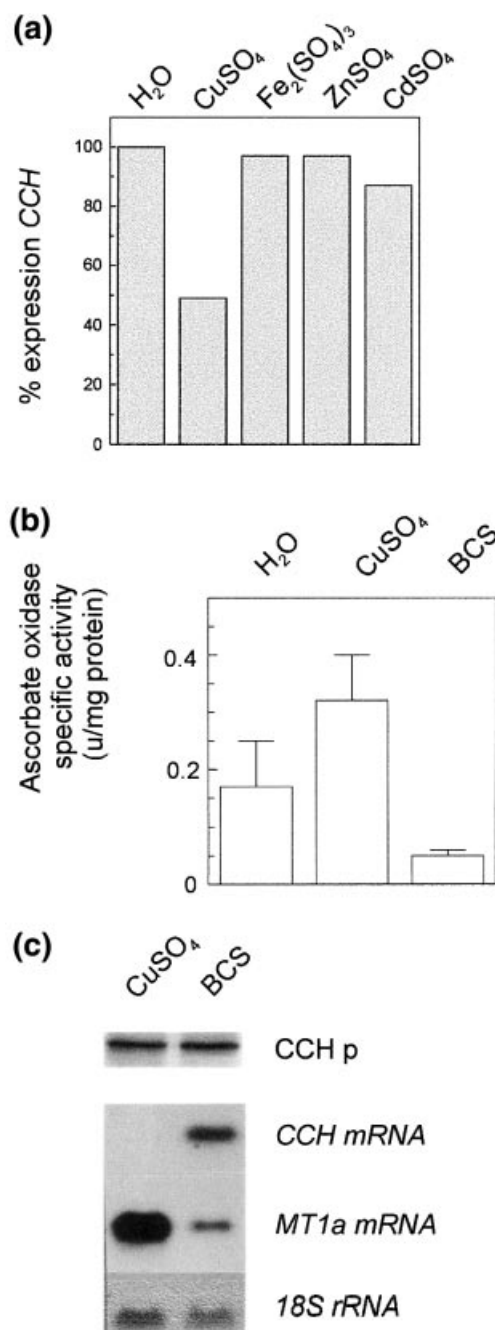 (a)
H₂O CuSO₄ Fe₂(SO₄)₃ ZnSO₄ CdSO₄
% expression CCH
100
80
60
40
20
0
(b)
H₂O CuSO₄ BCS
Ascorbate oxidase
specific activity
(u/mg protein)
0.4
0.2
0
(c)
CuSO₄ BCS
CCH p
CCH mRNA
MT1a mRNA
18S rRNA